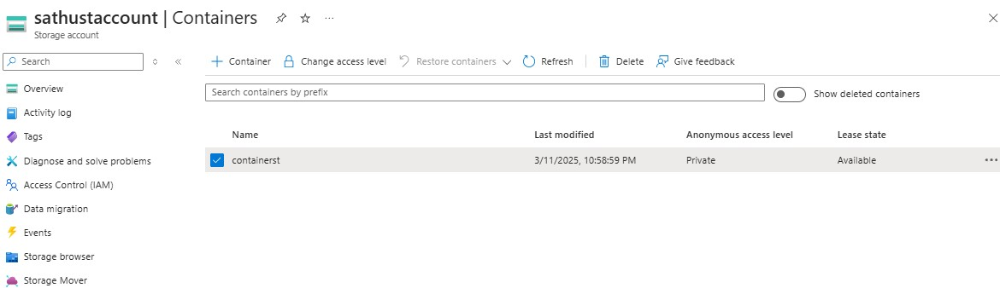 sathustaccount | Containers
Storage account
Search
Container Change access level Restore containers Refresh Delete Give feedback
Search containers by prefix
Show deleted containers
Overview
Activity log
Tags
Diagnose and solve problems
Access Control (IAM)
Data migration
Events
Storage browser
Storage Mover
Name Last modified Anonymous access level Lease state
containerst 3/11/2025, 10:58:59 PM Private Available